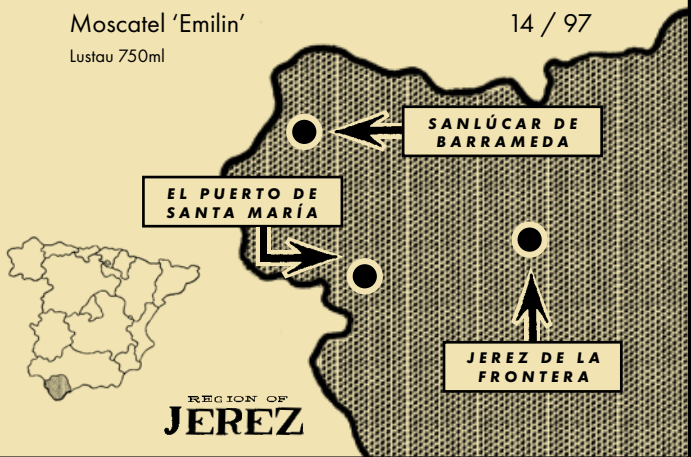 Moscatel ‘Emilin’ 14 / 97
Lustau 750ml
SANLÚCAR DE
BARRAMEDA
EL PUERTO DE
SANTA MARÍA
JEREZ DE LA
FRONTERA
REGION OF
JEREZ